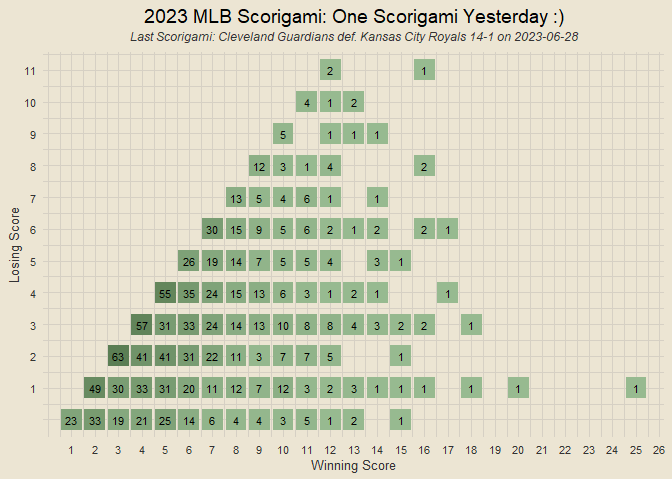 2023 MLB Scorigami: One Scorigami Yesterday :)
Last Scorigami: Cleveland Guardians def. Kansas City Royals 14-1 on 2023-06-28
11 2 1
10 4 1 2
9 5 1 1 1
8 12 3 1 4 2
7 13 5 4 6 1 1
6 30 15 9 5 6 2 1 2 2 1
5 26 19 14 7 5 5 4 3 1
4 55 35 24 15 13 6 3 1 2 1 1
3 57 31 33 24 14 13 10 8 8 4 3 2 2 1
2 63 41 41 31 22 11 3 7 7 5 1
1 49 30 33 31 20 11 12 7 12 3 2 3 1 1 1 1 1 1
23 33 19 21 25 14 6 4 4 3 5 1 2 1
1 2 3 4 5 6 7 8 9 10 11 12 13 14 15 16 17 18 19 20 21 22 23 24 25 26
Winning Score
Losing Score